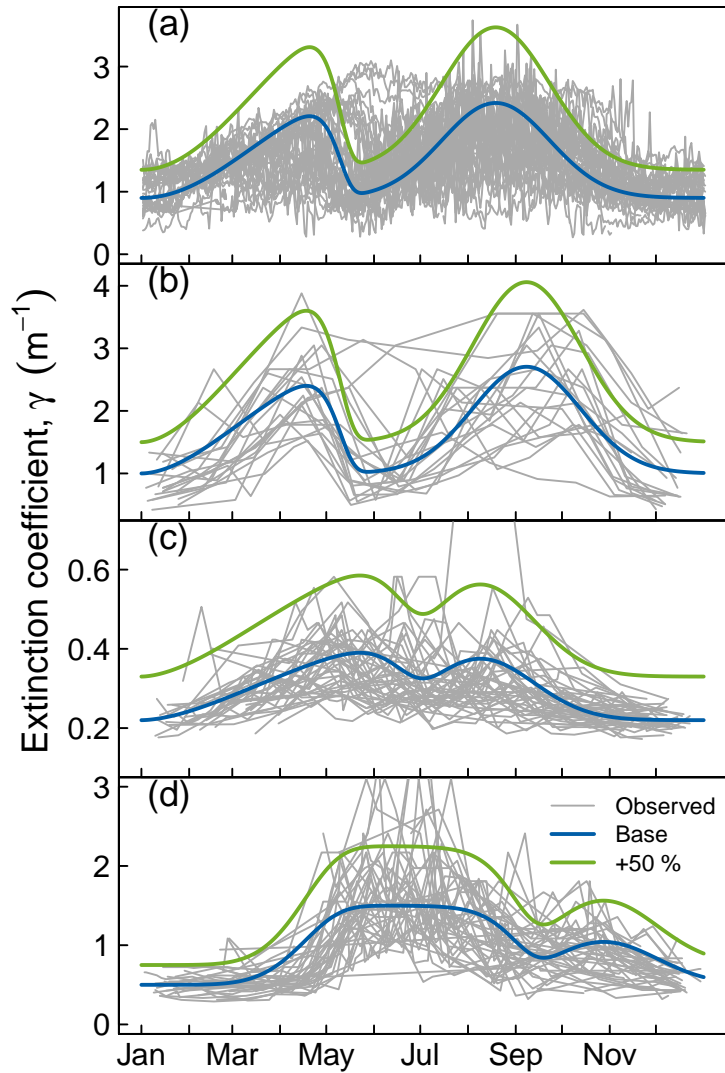 (a)
3
2
1
0
(b)
4
3
2
1
(c)
0.6
0.4
0.2
(d)
3
2
1
0
Observed
Base
+50 %
Jan Mar May Jul Sep Nov
Extinction coefficient, γ (m⁻¹)